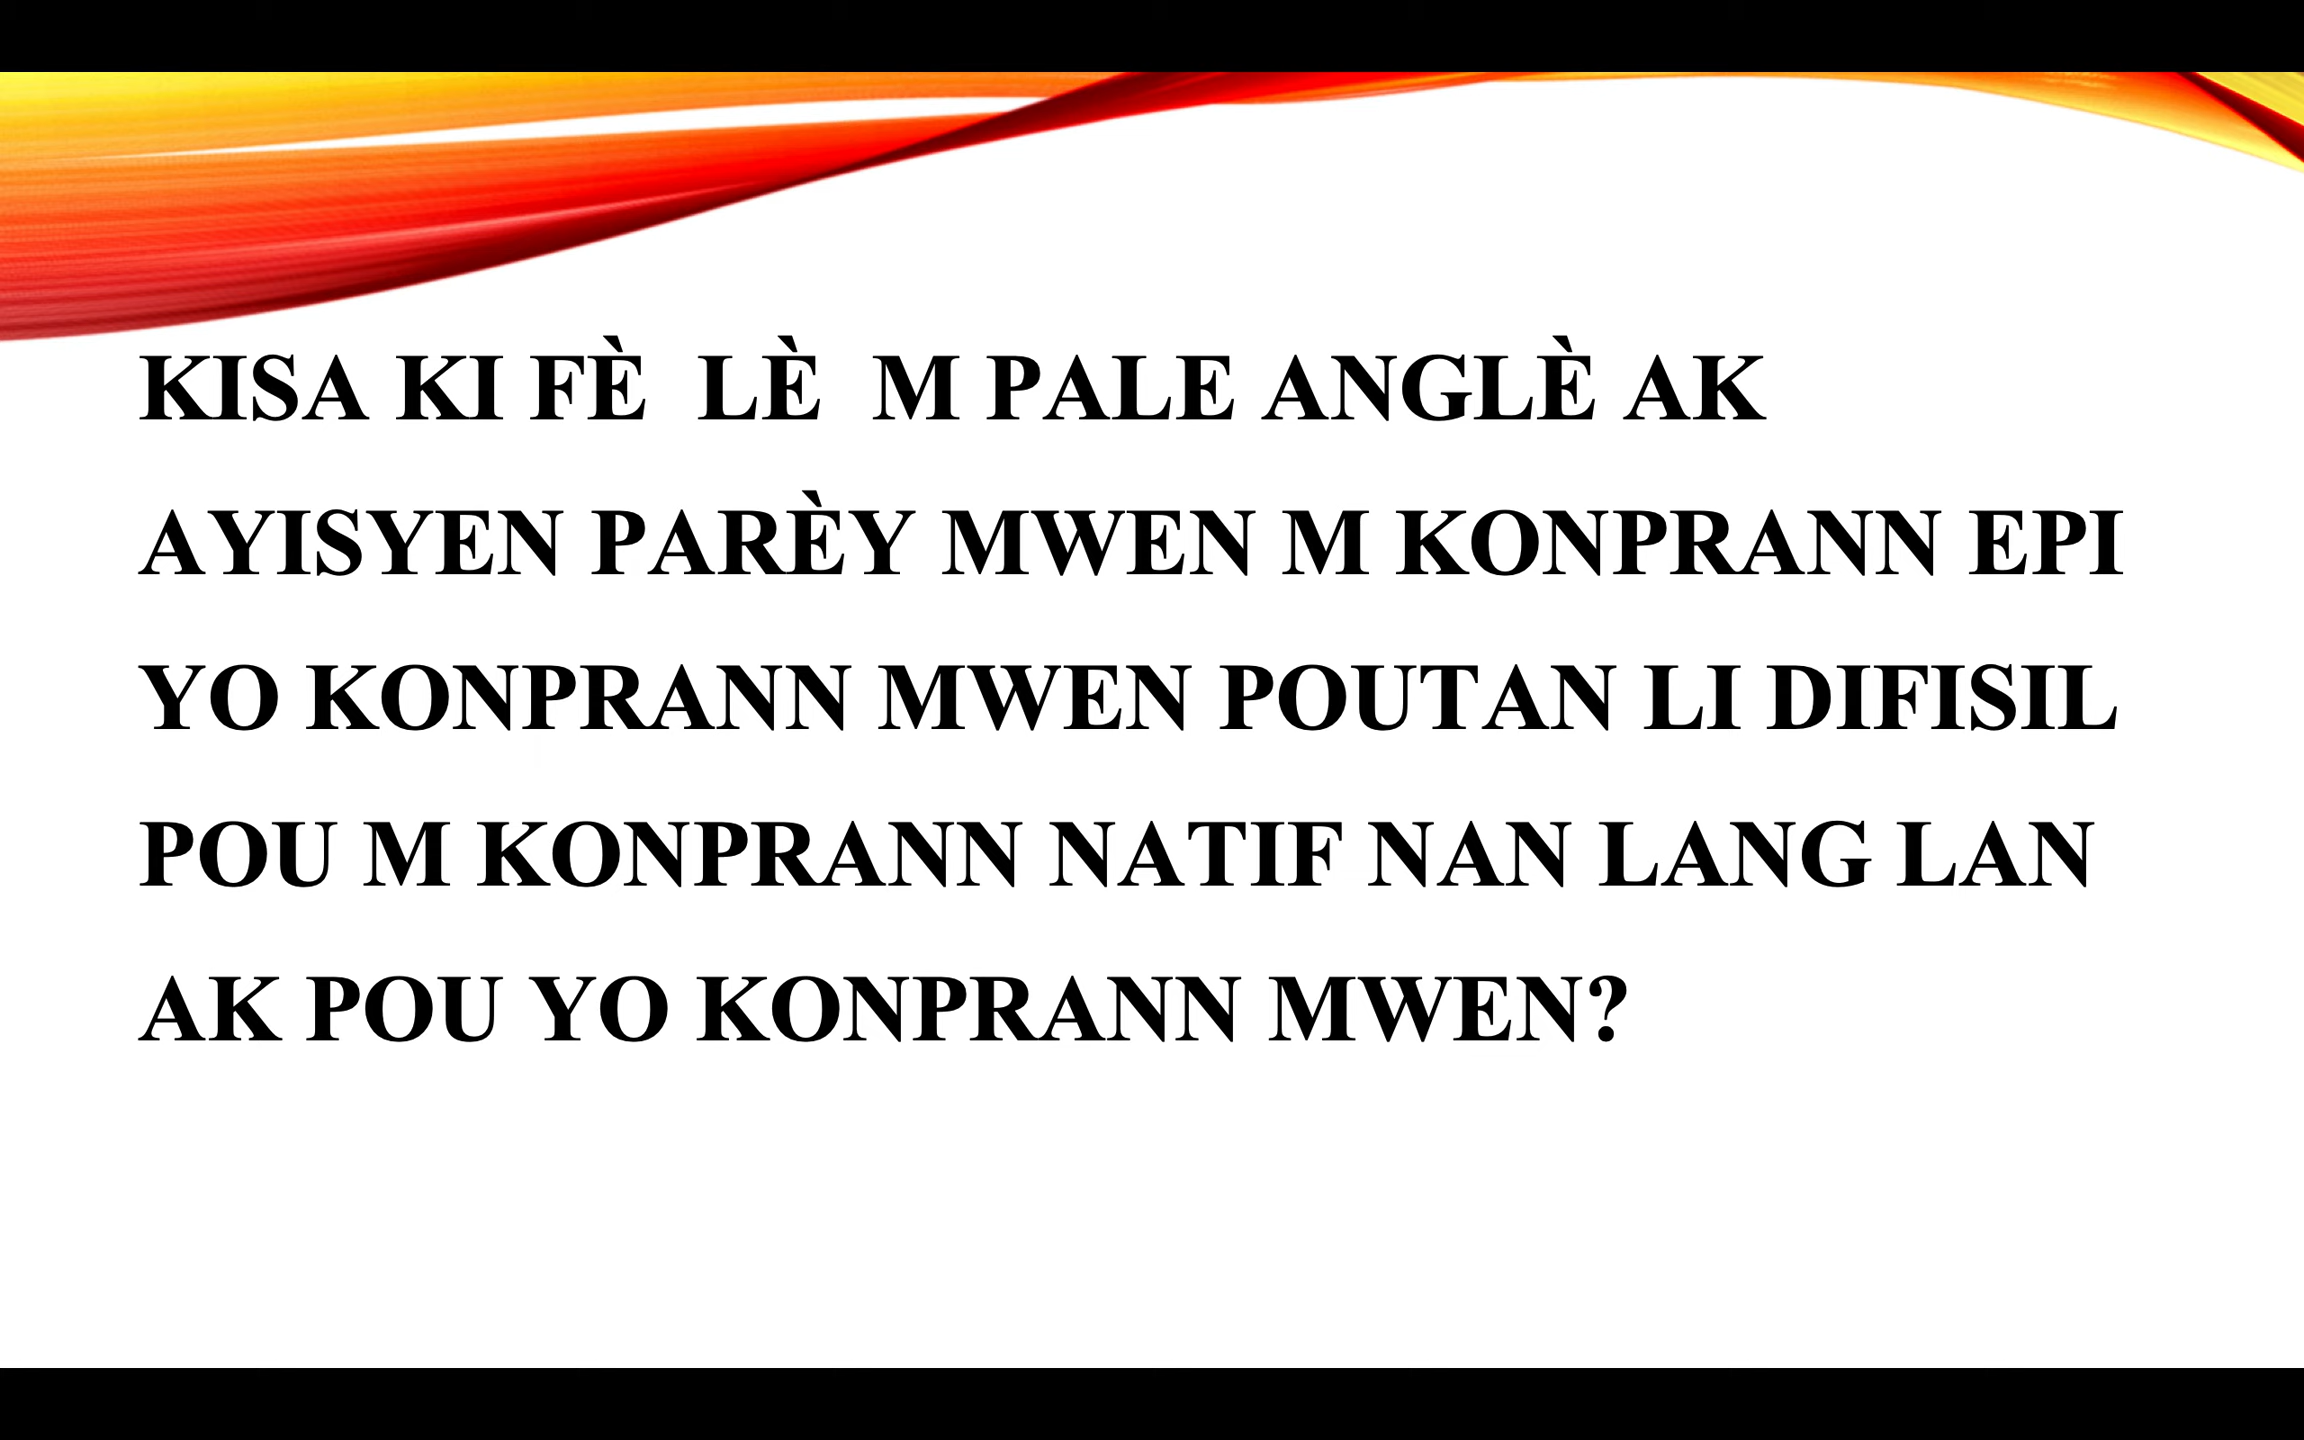 KISA KI FÈ  LÈ  M PALE ANGLÈ AK
AYISYEN PARÈY MWEN M KONPRANN EPI
YO KONPRANN MWEN POUTAN LI DIFISIL
POU M KONPRANN NATIF NAN LANG LAN
AK POU YO KONPRANN MWEN?